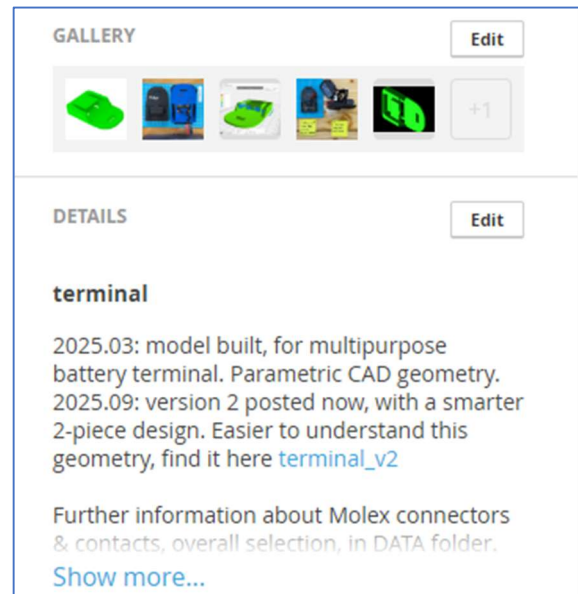 GALLERY
Edit
+1
DETAILS
Edit
terminal
2025.03: model built, for multipurpose
battery terminal. Parametric CAD geometry.
2025.09: version 2 posted now, with a smarter
2-piece design. Easier to understand this
geometry, find it here terminal_v2
Further information about Molex connectors
& contacts, overall selection, in DATA folder.
Show more...